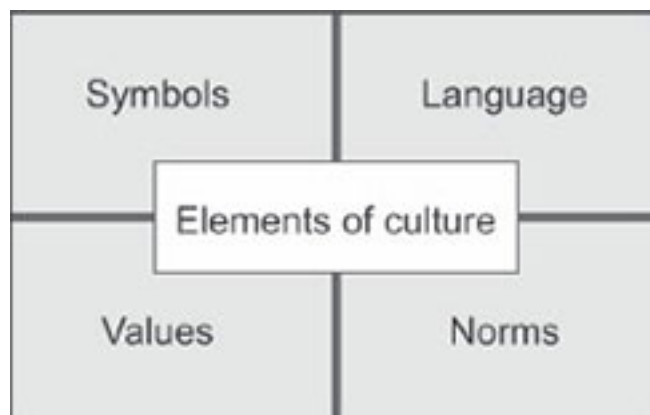 Symbols
Language
Elements of culture
Values
Norms